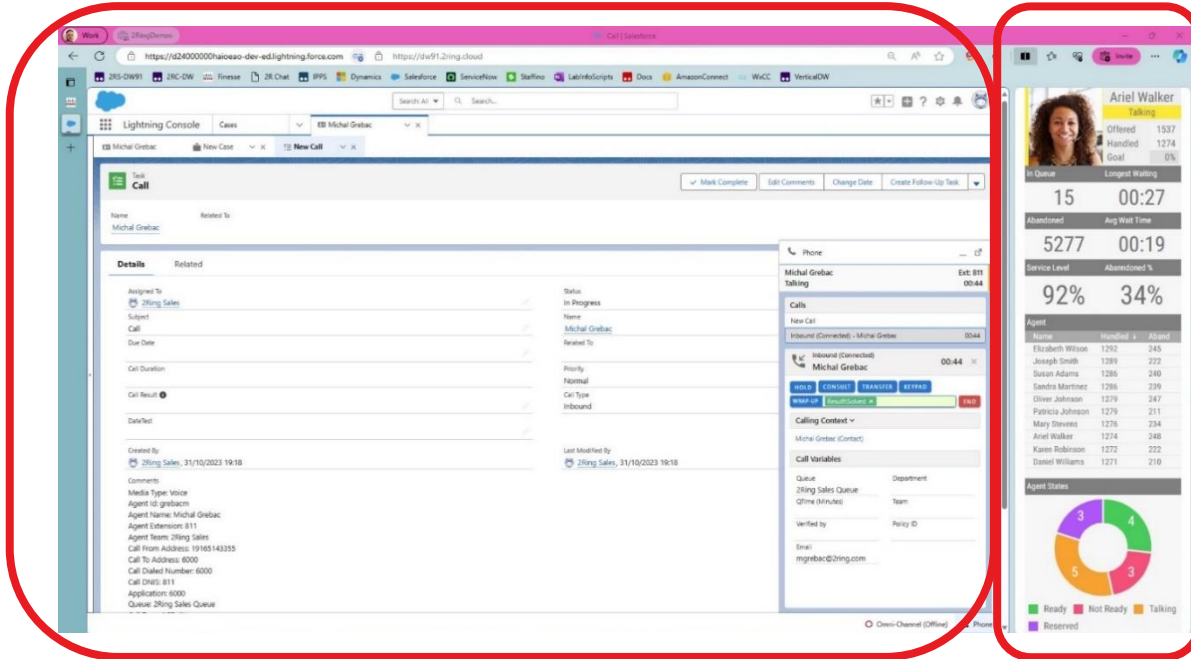 Work
2RingDemos
Call | Salesforce
https://d24000000haioeao-dev-ed.lightning.force.com
https://dw91.2ring.cloud
Invite
2RS-DW91 2RC-DW Finesse 2R Chat IPPS Dynamics Salesforce ServiceNow Staffino LabInfoScripts Docs AmazonConnect WxCC VerticalDW
Search: All Search...
Lightning Console Cases Michal Grebac
Michal Grebac New Case New Call
Task
Call
Mark Complete Edit Comments Change Date Create Follow-Up Task
Name Related To
Michal Grebac
Details Related
Assigned To
2Ring Sales
Subject
Call
Due Date
Call Duration
Call Result
DateTest
Created By
2Ring Sales, 31/10/2023 19:18
Comments
Media Type: Voice
Agent Id: grebacm
Agent Name: Michal Grebac
Agent Extension: 811
Agent Team: 2Ring Sales
Call From Address: 19165143355
Call To Address: 6000
Call Dialed Number: 6000
Call DNIS: 811
Application: 6000
Queue: 2Ring Sales Queue
Status
In Progress
Name
Michal Grebac
Related To
Priority
Normal
Call Type
Inbound
Last Modified By
2Ring Sales, 31/10/2023 19:18
Phone
Michal Grebac Ext: 811
Talking 00:44
Calls
New Call
Inbound (Connected) - Michal Grebac 00:44
Inbound (Connected)
Michal Grebac 00:44
HOLD CONSULT TRANSFER KEYPAD
WRAP-UP Result:Solved END
Calling Context
Michal Grebac (Contact)
Call Variables
Queue Department
2Ring Sales Queue
QTime (Minutes) Team
Verified by Policy ID
Email
mgrebac@2ring.com
Omni-Channel (Offline) Phone
Ariel Walker
Talking
Offered 1537
Handled 1274
Goal 0%
In Queue Longest Waiting
15 00:27
Abandoned Avg Wait Time
5277 00:19
Service Level Abandoned %
92% 34%
Agent
Name Handled Aband
Elizabeth Wilson 1292 245
Joseph Smith 1289 222
Susan Adams 1286 240
Sandra Martinez 1286 239
Oliver Johnson 1279 247
Patricia Johnson 1279 211
Mary Stevens 1276 234
Ariel Walker 1274 248
Karen Robinson 1272 222
Daniel Williams 1271 210
Agent States
3 4
5 3
Ready Not Ready Talking
Reserved